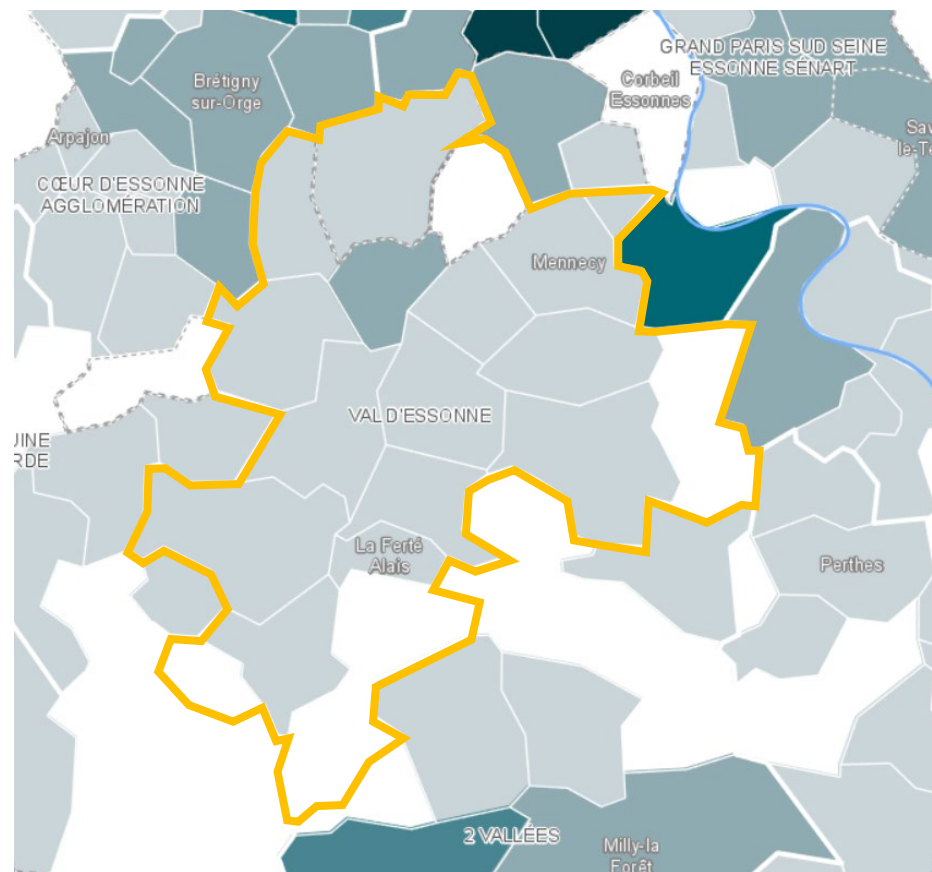 GRAND PARIS SUD SEINE
ESSONNE SÉNART
Corbeil
Essonnes
Brétigny
sur-Orge
Arpajon
CŒUR D'ESSONNE
AGGLOMÉRATION
Mennecy
VAL D'ESSONNE
La Ferté
Alais
Perthes
2 VALLÉES
Milly-la
Forêt